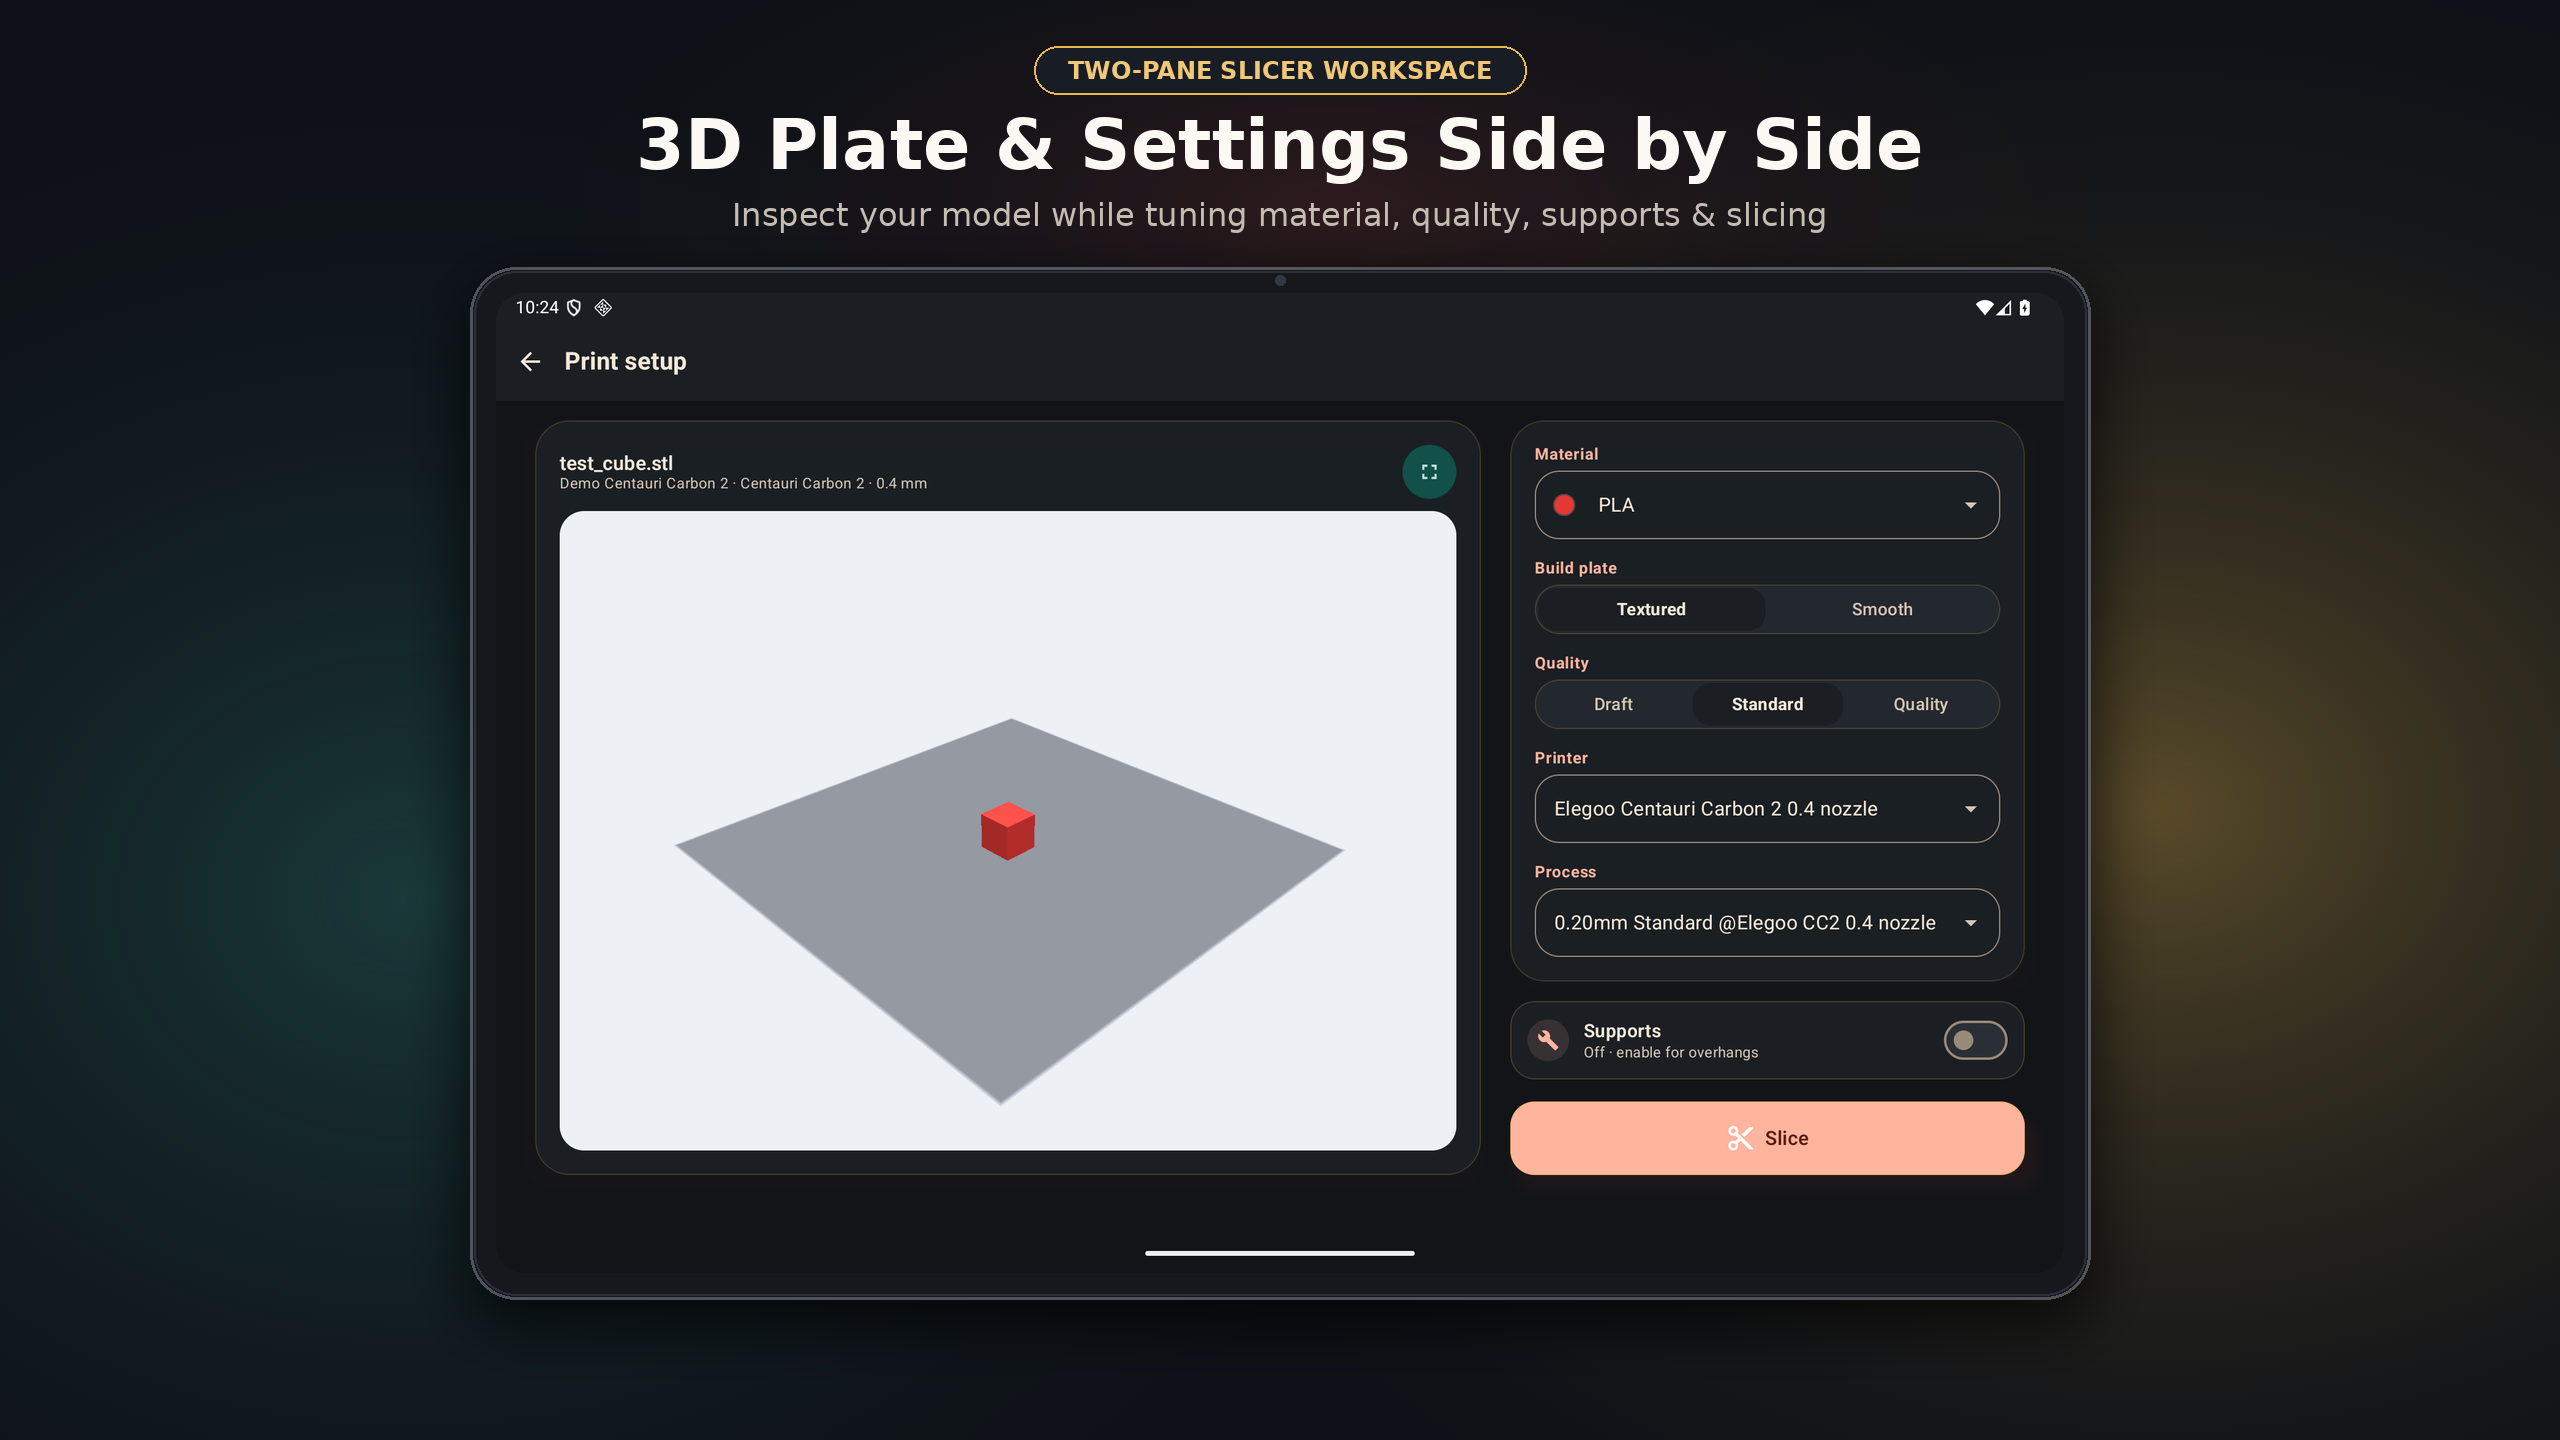 TWO-PANE SLICER WORKSPACE
3D Plate & Settings Side by Side
Inspect your model while tuning material, quality, supports & slicing
10:24
Print setup
test_cube.stl
Demo Centauri Carbon 2 · Centauri Carbon 2 · 0.4 mm
Material
PLA
Build plate
Textured Smooth
Quality
Draft Standard Quality
Printer
Elegoo Centauri Carbon 2 0.4 nozzle
Process
0.20mm Standard @Elegoo CC2 0.4 nozzle
Supports
Off · enable for overhangs
Slice